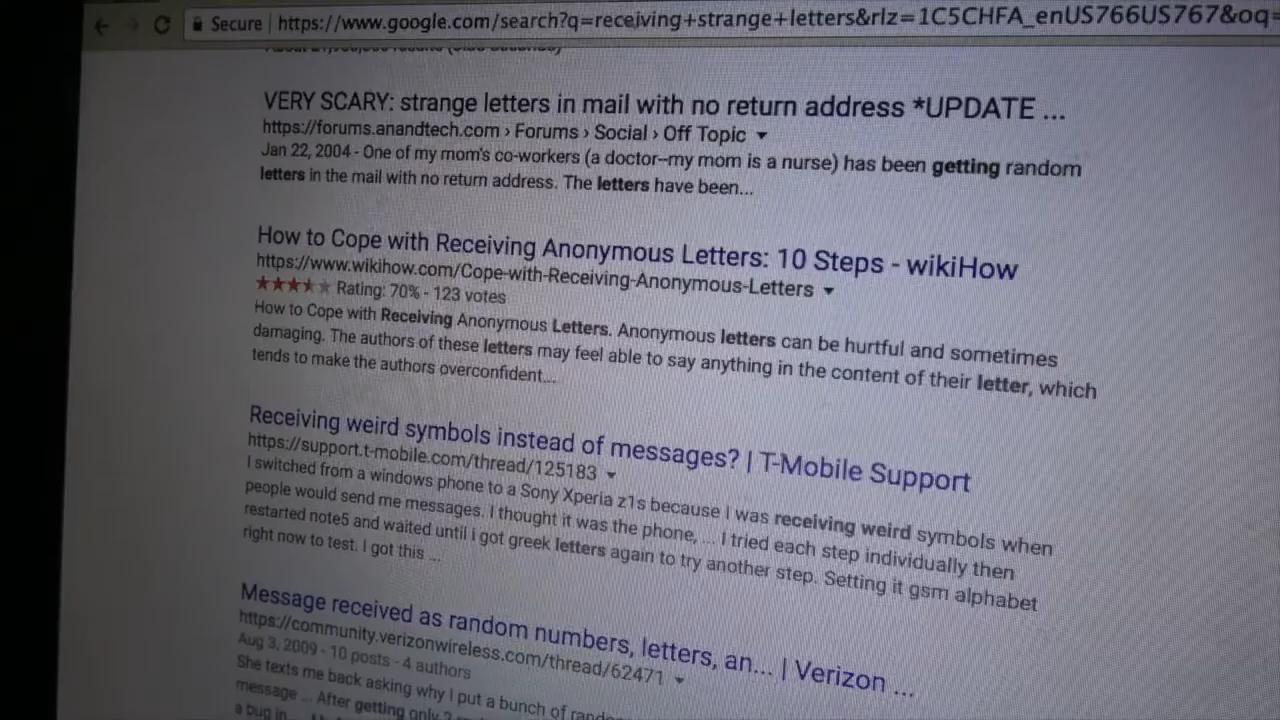 Secure | https://www.google.com/search?q=receiving+strange+letters&rlz=1C5CHFA_enUS766US767&oq=
VERY SCARY: strange letters in mail with no return address *UPDATE ...
https://forums.anandtech.com › Forums › Social › Off Topic
Jan 22, 2004 - One of my mom's co-workers (a doctor--my mom is a nurse) has been getting random
letters in the mail with no return address. The letters have been...
How to Cope with Receiving Anonymous Letters: 10 Steps - wikiHow
https://www.wikihow.com/Cope-with-Receiving-Anonymous-Letters
Rating: 70% - 123 votes
How to Cope with Receiving Anonymous Letters. Anonymous letters can be hurtful and sometimes
damaging. The authors of these letters may feel able to say anything in the content of their letter, which
tends to make the authors overconfident...
Receiving weird symbols instead of messages? | T-Mobile Support
https://support.t-mobile.com/thread/125183
I switched from a windows phone to a Sony Xperia z1s because I was receiving weird symbols when
people would send me messages. I thought it was the phone, ... I tried each step individually then
restarted note5 and waited until i got greek letters again to try another step. Setting it gsm alphabet
right now to test. I got this ...
Message received as random numbers, letters, an... | Verizon ...
https://community.verizonwireless.com/thread/62471
Aug 3, 2009 - 10 posts - 4 authors
She texts me back asking why I put a bunch of
message ... After getting only
a bug in